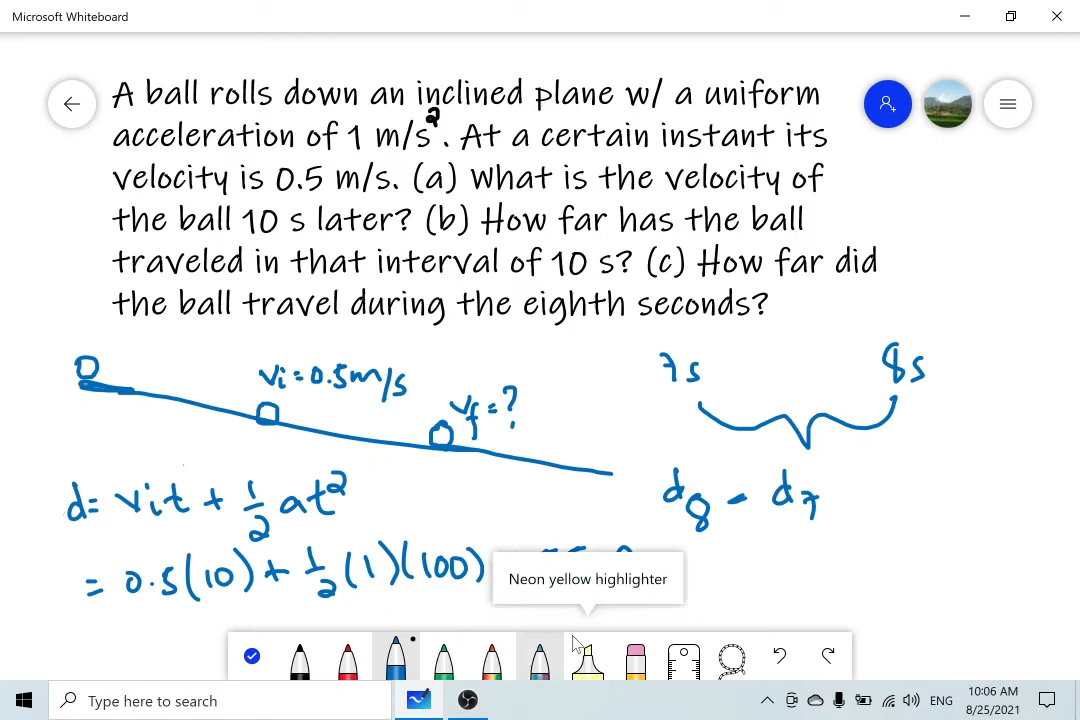 Microsoft Whiteboard
A ball rolls down an inclined plane w/ a uniform
acceleration of 1 m/s². At a certain instant its
velocity is 0.5 m/s. (a) What is the velocity of
the ball 10 s later? (b) How far has the ball
traveled in that interval of 10 s? (c) How far did
the ball travel during the eighth seconds?
vi = 0.5m/s
vf = ?
7s
8s
d = vit + 1/2 at²
d8 - d7
= 0.5(10) + 1/2 (1)(100)
Neon yellow highlighter
Type here to search
ENG
10:06 AM
8/25/2021